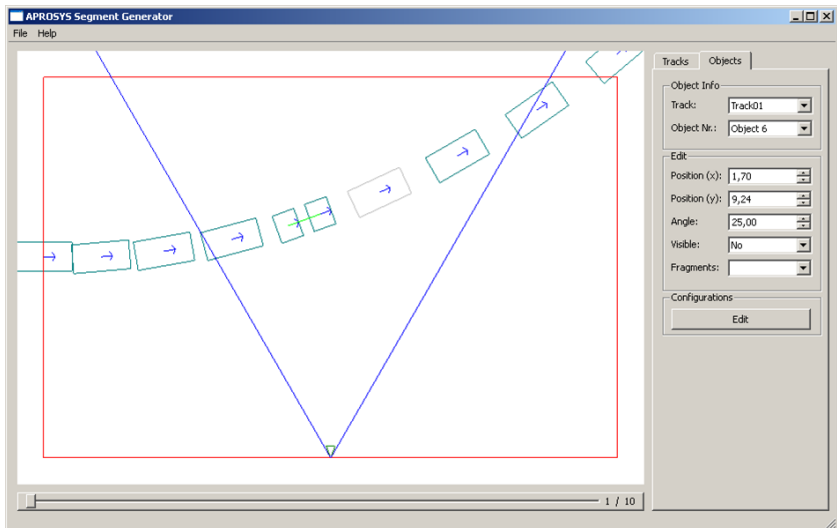 APROSYS Segment Generator
File Help
Tracks Objects
Object Info
Track: Track01
Object Nr.: Object 6
Edit
Position (x): 1,70
Position (y): 9,24
Angle: 25,00
Visible: No
Fragments:
Configurations
Edit
1 / 10